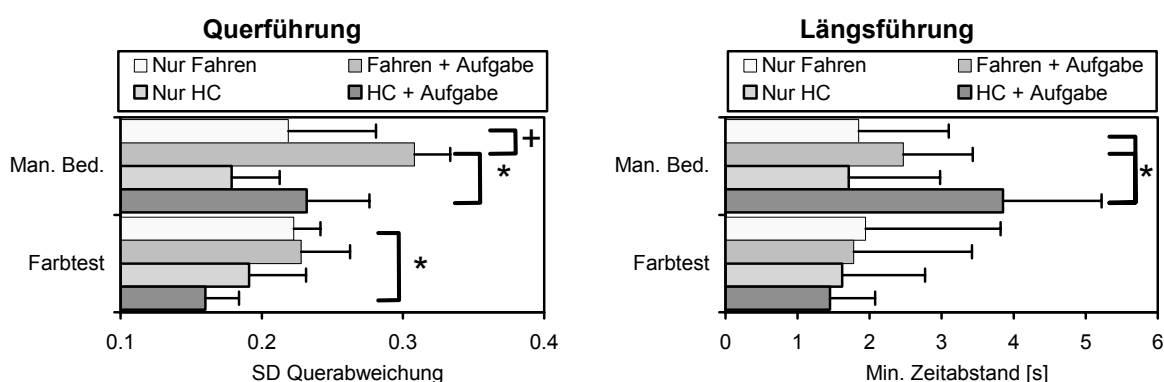 Querführung
Nur Fahren Fahren + Aufgabe
Nur HC HC + Aufgabe
Man. Bed.
+
*
Farbtest
*
0.1 0.2 0.3 0.4
SD Querabweichung
Längsführung
Nur Fahren Fahren + Aufgabe
Nur HC HC + Aufgabe
Man. Bed.
*
Farbtest
0 1 2 3 4 5 6
Min. Zeitabstand [s]